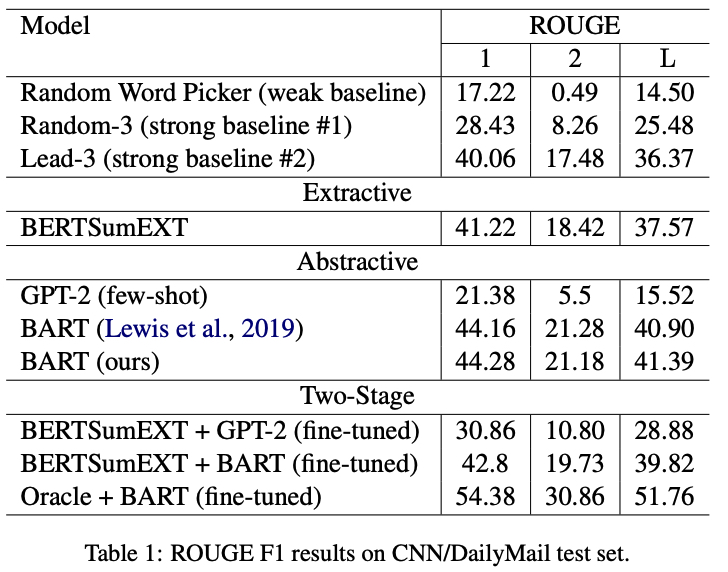 Model ROUGE
1 2 L
Random Word Picker (weak baseline) 17.22 0.49 14.50
Random-3 (strong baseline #1) 28.43 8.26 25.48
Lead-3 (strong baseline #2) 40.06 17.48 36.37
Extractive
BERTSumEXT 41.22 18.42 37.57
Abstractive
GPT-2 (few-shot) 21.38 5.5 15.52
BART (Lewis et al., 2019) 44.16 21.28 40.90
BART (ours) 44.28 21.18 41.39
Two-Stage
BERTSumEXT + GPT-2 (fine-tuned) 30.86 10.80 28.88
BERTSumEXT + BART (fine-tuned) 42.8 19.73 39.82
Oracle + BART (fine-tuned) 54.38 30.86 51.76
Table 1: ROUGE F1 results on CNN/DailyMail test set.